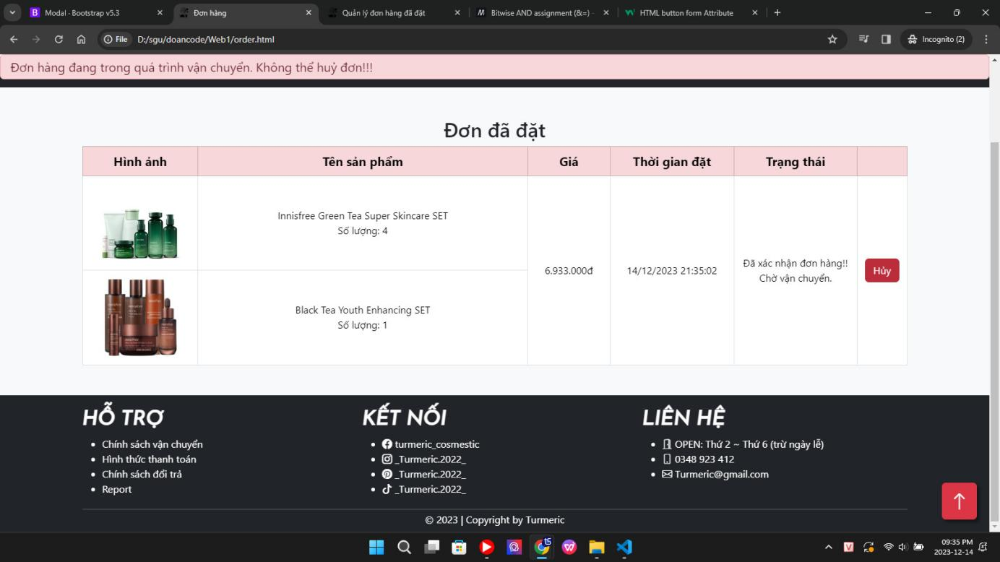 Modal · Bootstrap v5.3
Đơn hàng
Quản lý đơn hàng đã đặt
Bitwise AND assignment (&=) -
HTML button form Attribute
File
D:/sgu/doancode/Web1/order.html
Incognito (2)
Đơn hàng đang trong quá trình vận chuyển. Không thể huỷ đơn!!!
Đơn đã đặt
Hình ảnh
Tên sản phẩm
Giá
Thời gian đặt
Trạng thái
Innisfree Green Tea Super Skincare SET
Số lượng: 4
Black Tea Youth Enhancing SET
Số lượng: 1
6.933.000đ
14/12/2023 21:35:02
Đã xác nhận đơn hàng!!
Chờ vận chuyển.
Hủy
HỖ TRỢ
Chính sách vận chuyển
Hình thức thanh toán
Chính sách đổi trả
Report
KẾT NỐI
turmeric_cosmestic
_Turmeric.2022_
_Turmeric.2022_
_Turmeric.2022_
LIÊN HỆ
OPEN: Thứ 2 ~ Thứ 6 (trừ ngày lễ)
0348 923 412
Turmeric@gmail.com
© 2023 | Copyright by Turmeric
09:35 PM
2023-12-14